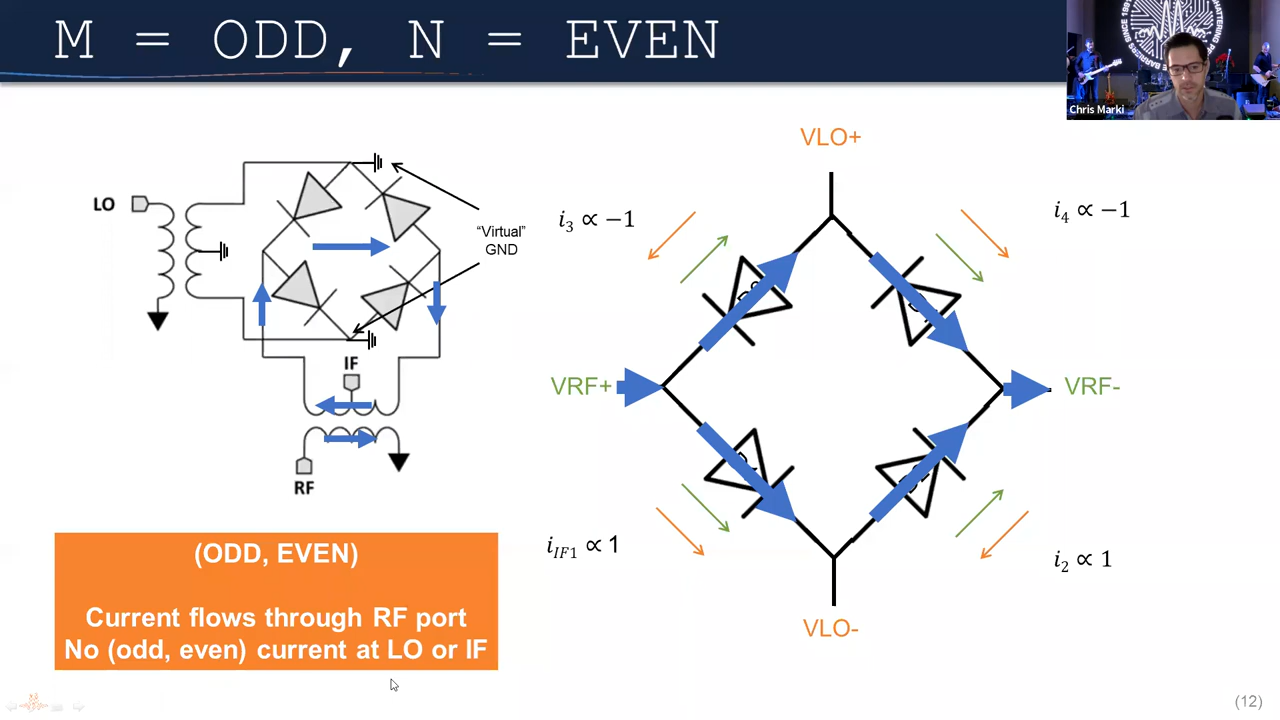 M = ODD, N = EVEN
Chris Marki
LO
"Virtual"
GND
IF
RF
VLO+
i₃ ∝ −1
i₄ ∝ −1
VRF+
VRF-
i_IF1 ∝ 1
i₂ ∝ 1
VLO-
(ODD, EVEN)
Current flows through RF port
No (odd, even) current at LO or IF
(12)